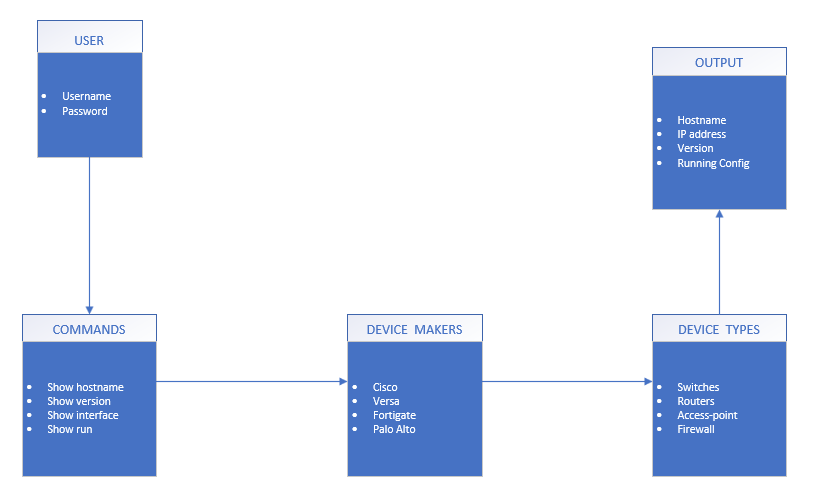 USER
• Username
• Password
OUTPUT
• Hostname
• IP address
• Version
• Running Config
COMMANDS
• Show hostname
• Show version
• Show interface
• Show run
DEVICE MAKERS
• Cisco
• Versa
• Fortigate
• Palo Alto
DEVICE TYPES
• Switches
• Routers
• Access-point
• Firewall